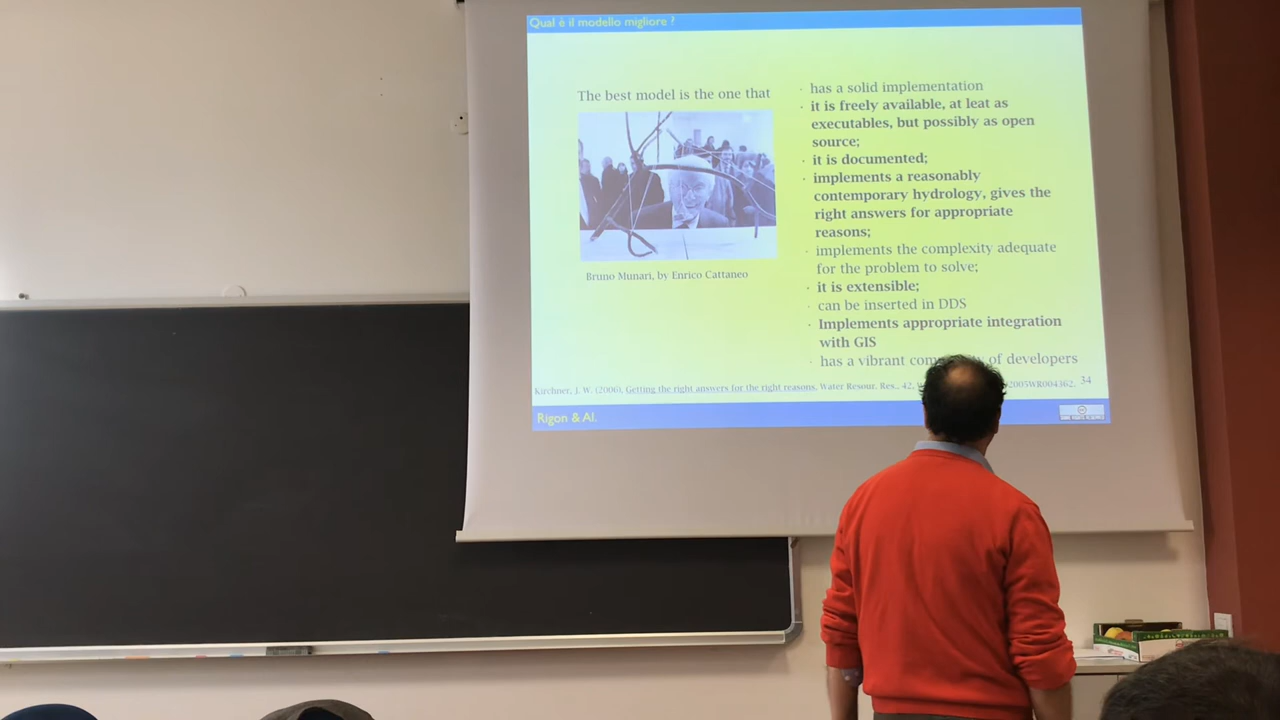 Qual è il modello migliore ?
The best model is the one that
Bruno Munari, by Enrico Cattaneo
· has a solid implementation
· it is freely available, at leat as
executables, but possibly as open
source;
· it is documented;
· implements a reasonably
contemporary hydrology, gives the
right answers for appropriate
reasons;
· implements the complexity adequate
for the problem to solve;
· it is extensible;
· can be inserted in DDS
· Implements appropriate integration
with GIS
· has a vibrant of developers
Kirchner, J. W. (2006), Getting the right answers for the right reasons, Water Resour. Res., 42, 2005WR004362.
34
Rigon & Al.